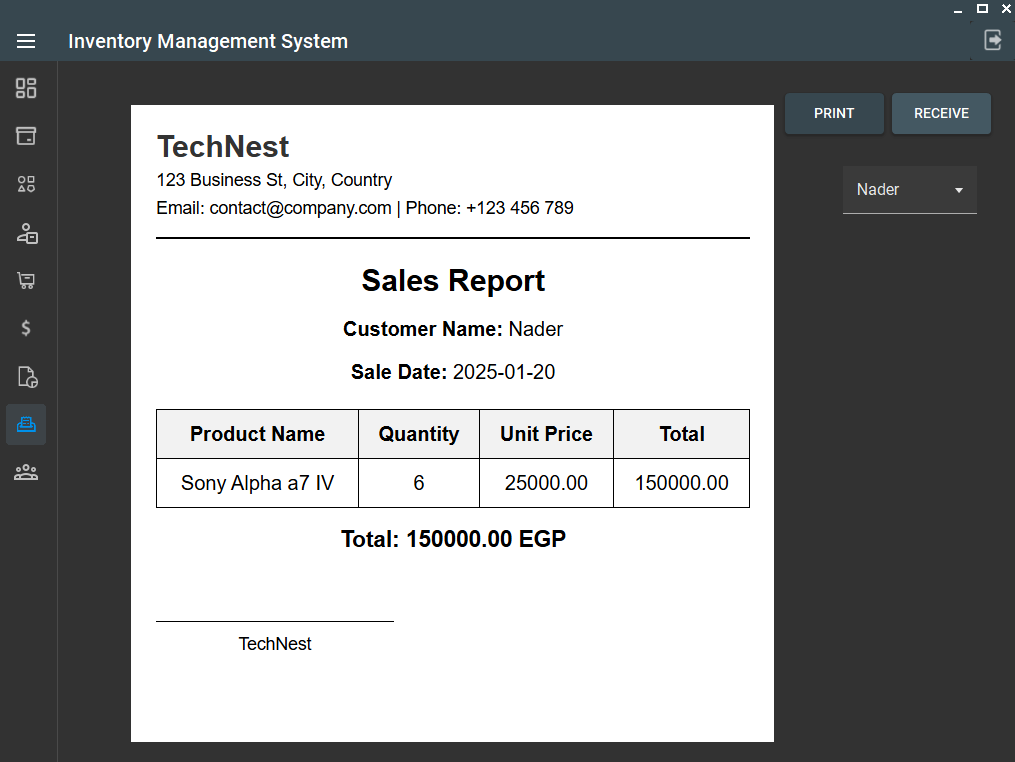 Inventory Management System
PRINT
RECEIVE
Nader
TechNest
123 Business St, City, Country
Email: contact@company.com | Phone: +123 456 789
Sales Report
Customer Name: Nader
Sale Date: 2025-01-20
Product Name Quantity Unit Price Total
Sony Alpha a7 IV 6 25000.00 150000.00
Total: 150000.00 EGP
TechNest